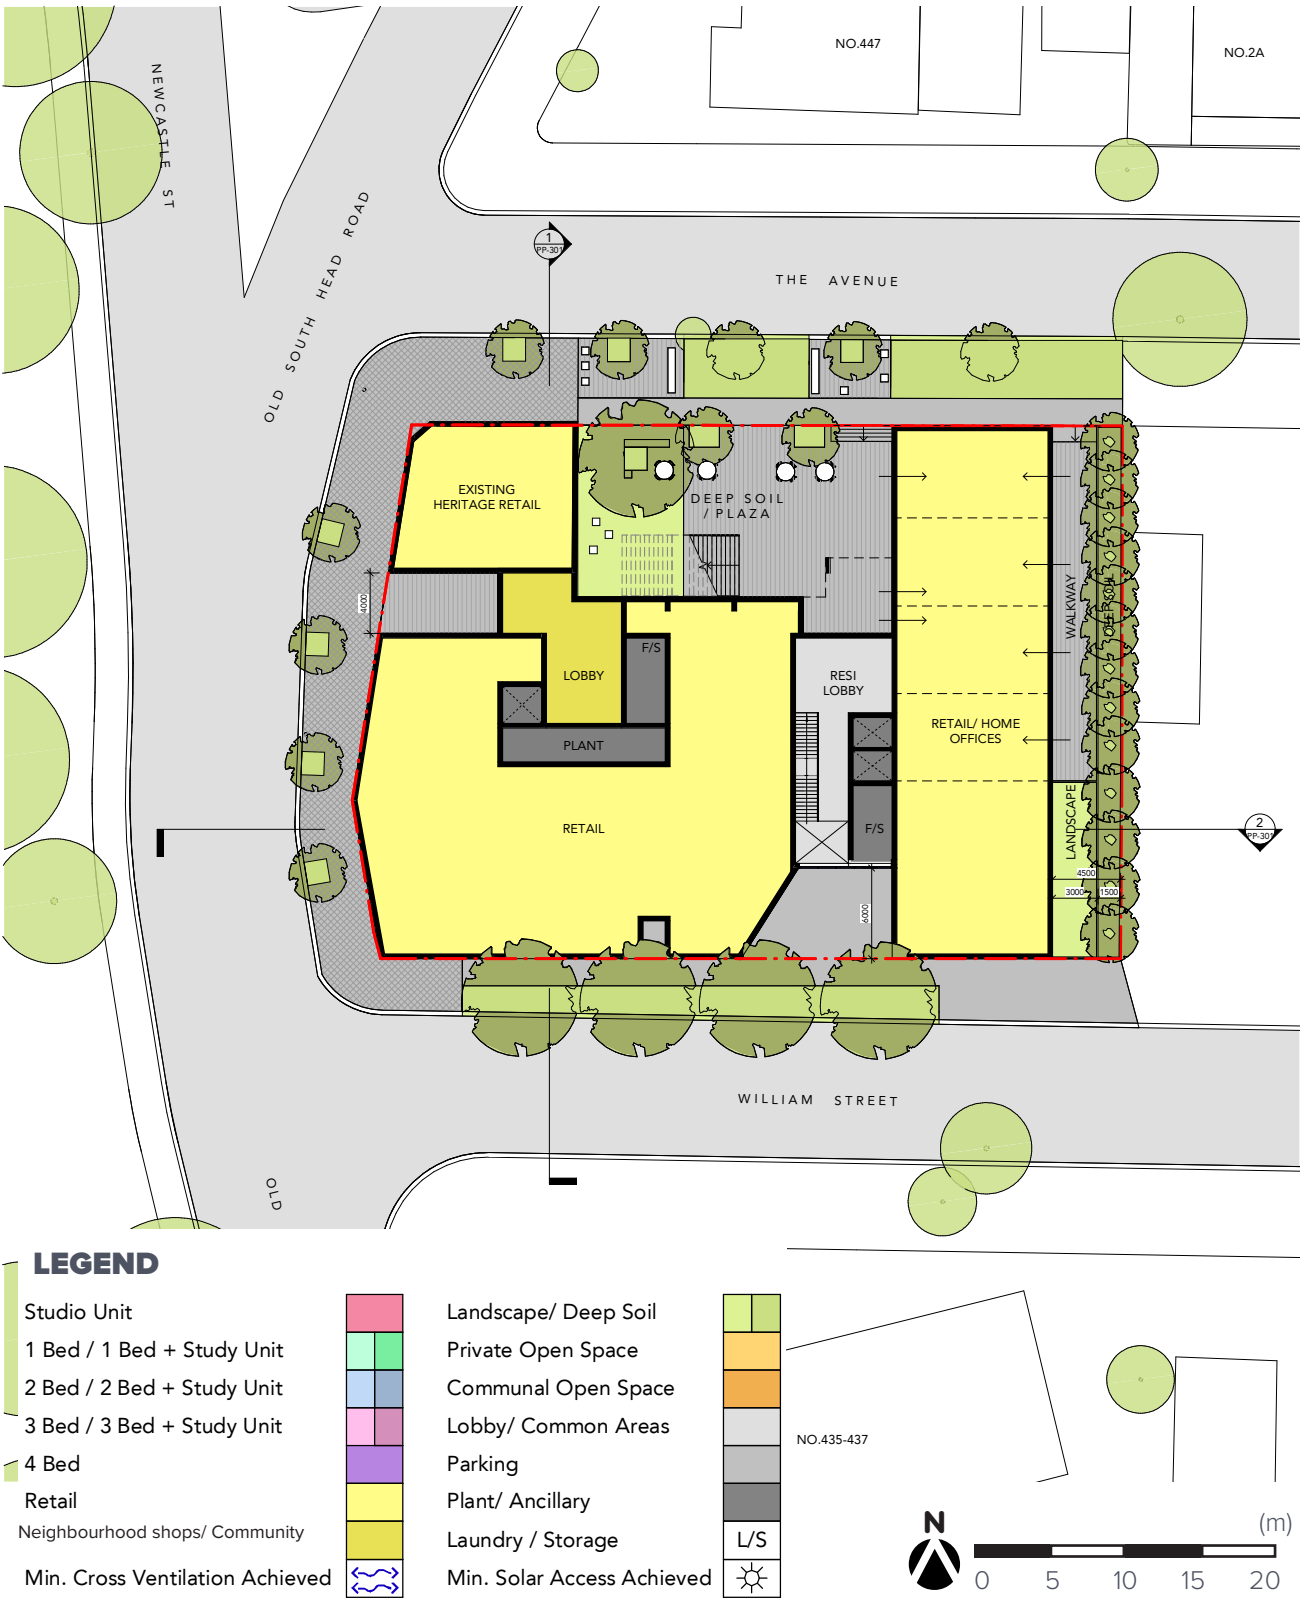 NO.447
NO.2A
NEWCASTLE ST
OLD SOUTH HEAD ROAD
1
PP-301
THE AVENUE
EXISTING
HERITAGE RETAIL
DEEP SOIL
/ PLAZA
4000
WALKWAY
DEEP SOIL
F/S
LOBBY
RESI
LOBBY
RETAIL/ HOME
OFFICES
PLANT
RETAIL
F/S
LANDSCAPE
2
PP-301
4500
3000
1500
6000
WILLIAM STREET
OLD
LEGEND
Studio Unit
1 Bed / 1 Bed + Study Unit
2 Bed / 2 Bed + Study Unit
3 Bed / 3 Bed + Study Unit
4 Bed
Retail
Neighbourhood shops/ Community
Min. Cross Ventilation Achieved
Landscape/ Deep Soil
Private Open Space
Communal Open Space
Lobby/ Common Areas
Parking
Plant/ Ancillary
Laundry / Storage
L/S
Min. Solar Access Achieved
NO.435-437
N
(m)
0 5 10 15 20